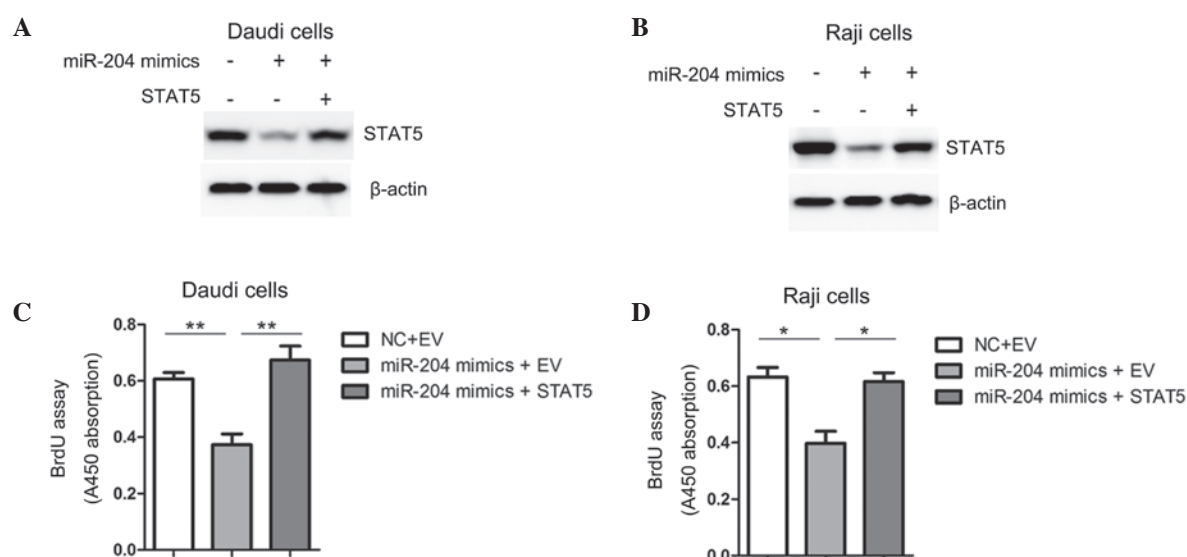 A
Daudi cells
miR-204 mimics - + +
STAT5 - - +
STAT5
β-actin
B
Raji cells
miR-204 mimics - + +
STAT5 - - +
STAT5
β-actin
C
Daudi cells
BrdU assay
(A450 absorption)
0.8
0.6
0.4
0.2
0.0
** **
NC+EV
miR-204 mimics + EV
miR-204 mimics + STAT5
D
Raji cells
BrdU assay
(A450 absorption)
0.8
0.6
0.4
0.2
0.0
* *
NC+EV
miR-204 mimics + EV
miR-204 mimics + STAT5